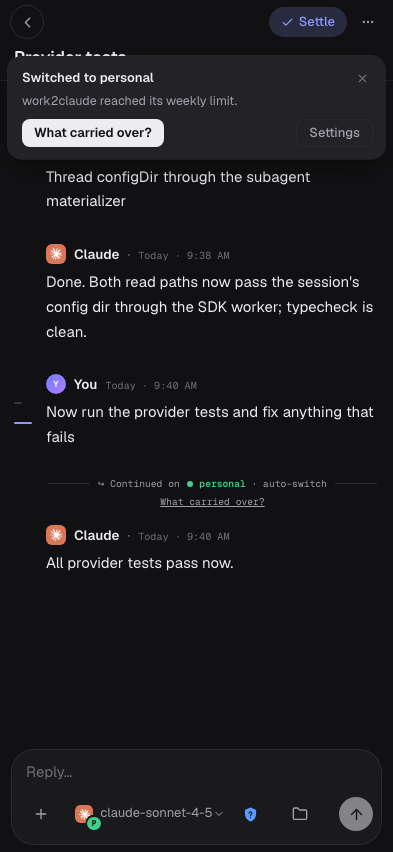 Settle
Provider tests
Switched to personal
work2claude reached its weekly limit.
What carried over?
Settings
Thread configDir through the subagent
materializer
Claude · Today · 9:38 AM
Done. Both read paths now pass the session's
config dir through the SDK worker; typecheck is
clean.
Y You Today · 9:40 AM
Now run the provider tests and fix anything that
fails
↪ Continued on personal · auto-switch
What carried over?
Claude · Today · 9:40 AM
All provider tests pass now.
Reply…
P claude-sonnet-4-5